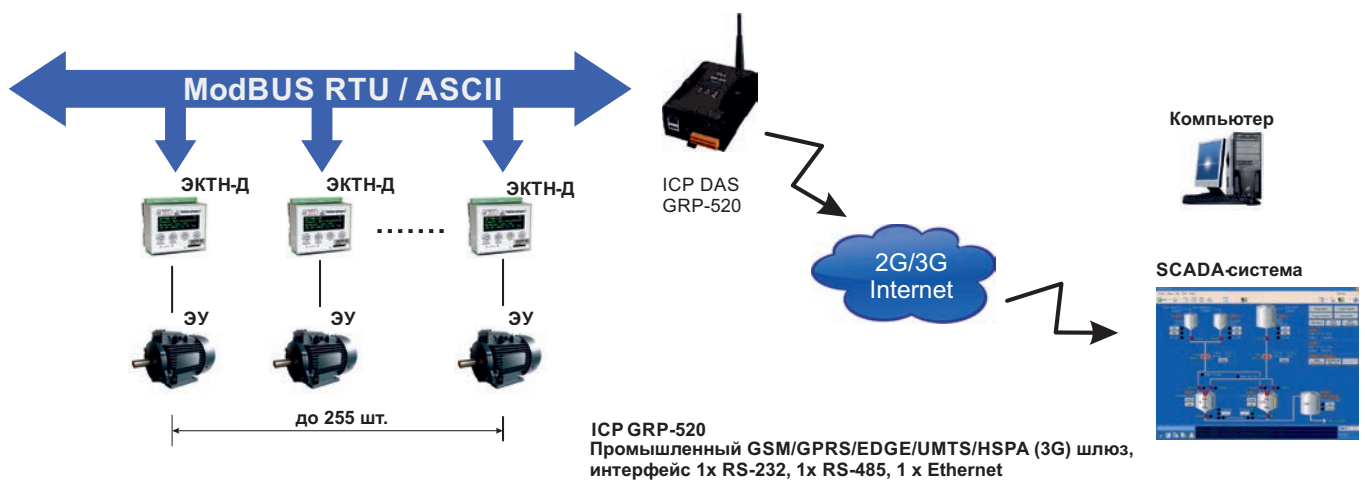 ModBUS RTU / ASCII
ЭКТН-Д
ЭКТН-Д
ЭКТН-Д
.......
ЭУ
ЭУ
ЭУ
до 255 шт.
ICP DAS
GRP-520
2G/3G
Internet
Компьютер
SCADA-система
ICP GRP-520
Промышленный GSM/GPRS/EDGE/UMTS/HSPA (3G) шлюз,
интерфейс 1x RS-232, 1x RS-485, 1 x Ethernet